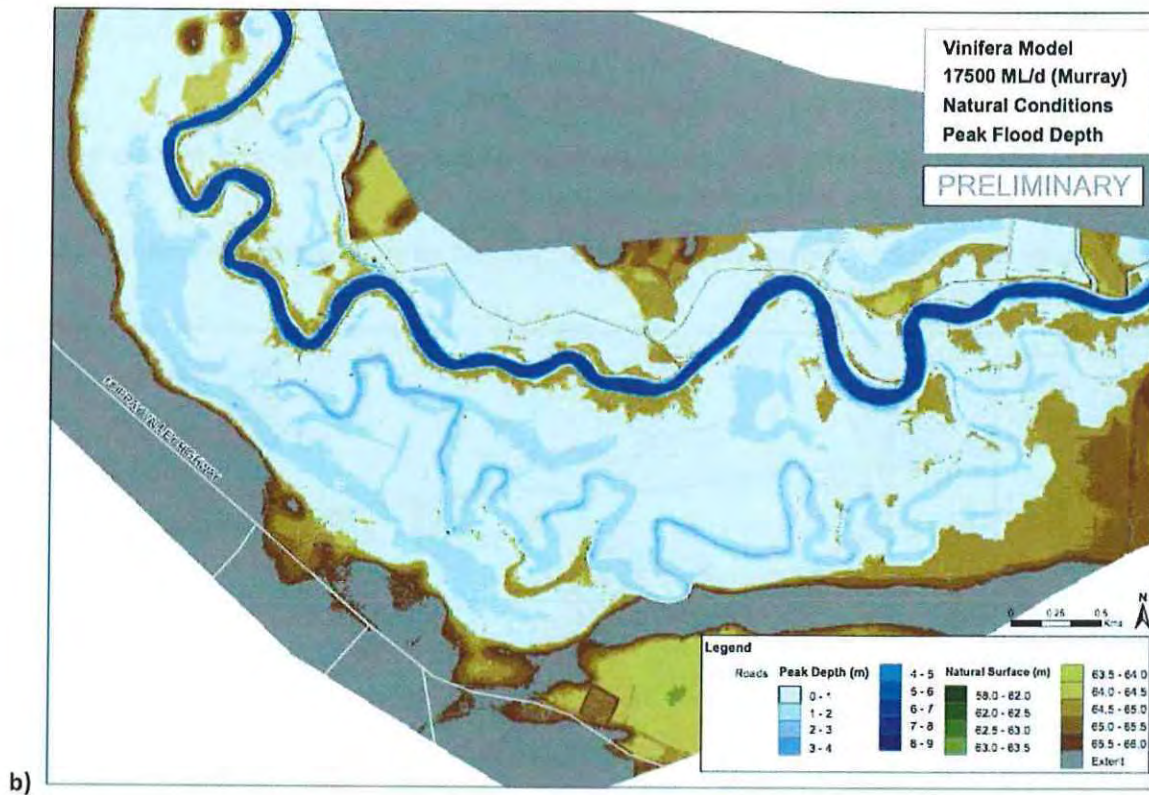 Vinifera Model
17500 ML/d (Murray)
Natural Conditions
Peak Flood Depth
PRELIMINARY
N
0 0.25 0.5
Kms
Legend
Roads
Peak Depth (m)
0 - 1
1 - 2
2 - 3
3 - 4
4 - 5
5 - 6
6 - 7
7 - 8
8 - 9
Natural Surface (m)
58.0 - 62.0
62.0 - 62.5
62.5 - 63.0
63.0 - 63.5
63.5 - 64.0
64.0 - 64.5
64.5 - 65.0
65.0 - 65.5
65.5 - 66.0
Extent
b)